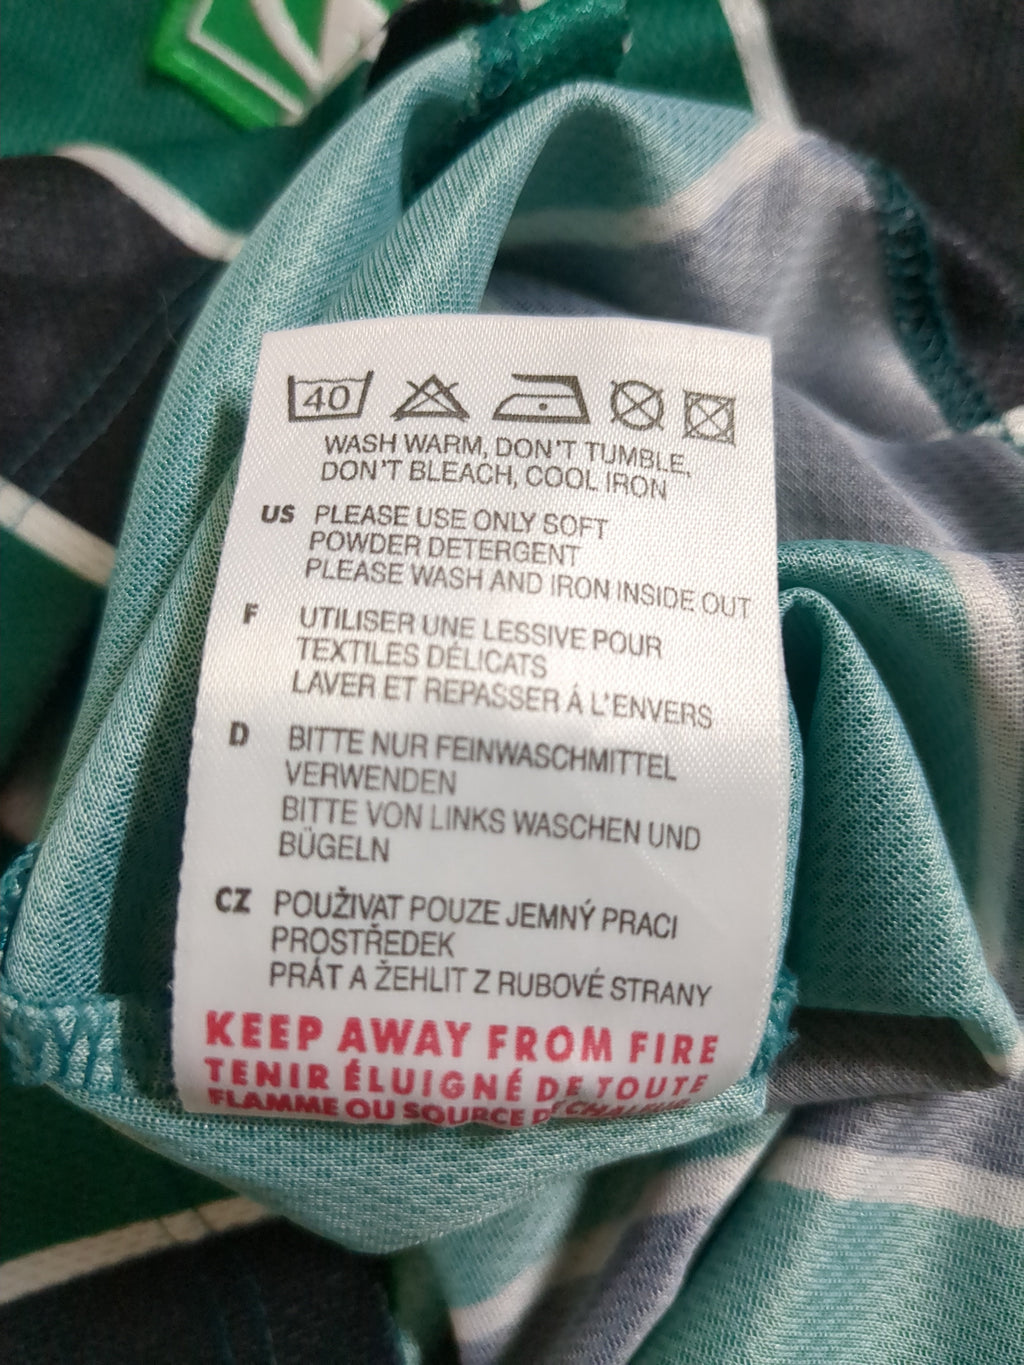 40
WASH WARM, DON'T TUMBLE,
DON'T BLEACH, COOL IRON
US PLEASE USE ONLY SOFT
POWDER DETERGENT
PLEASE WASH AND IRON INSIDE OUT
F UTILISER UNE LESSIVE POUR
TEXTILES DÉLICATS
LAVER ET REPASSER Á L'ENVERS
D BITTE NUR FEINWASCHMITTEL
VERWENDEN
BITTE VON LINKS WASCHEN UND
BÜGELN
CZ POUŽIVAT POUZE JEMNÝ PRACI
PROSTŘEDEK
PRÁT A ŽEHLIT Z RUBOVÉ STRANY
KEEP AWAY FROM FIRE
TENIR ÉLUIGNÉ DE TOUTE
FLAMME OU SOURCE